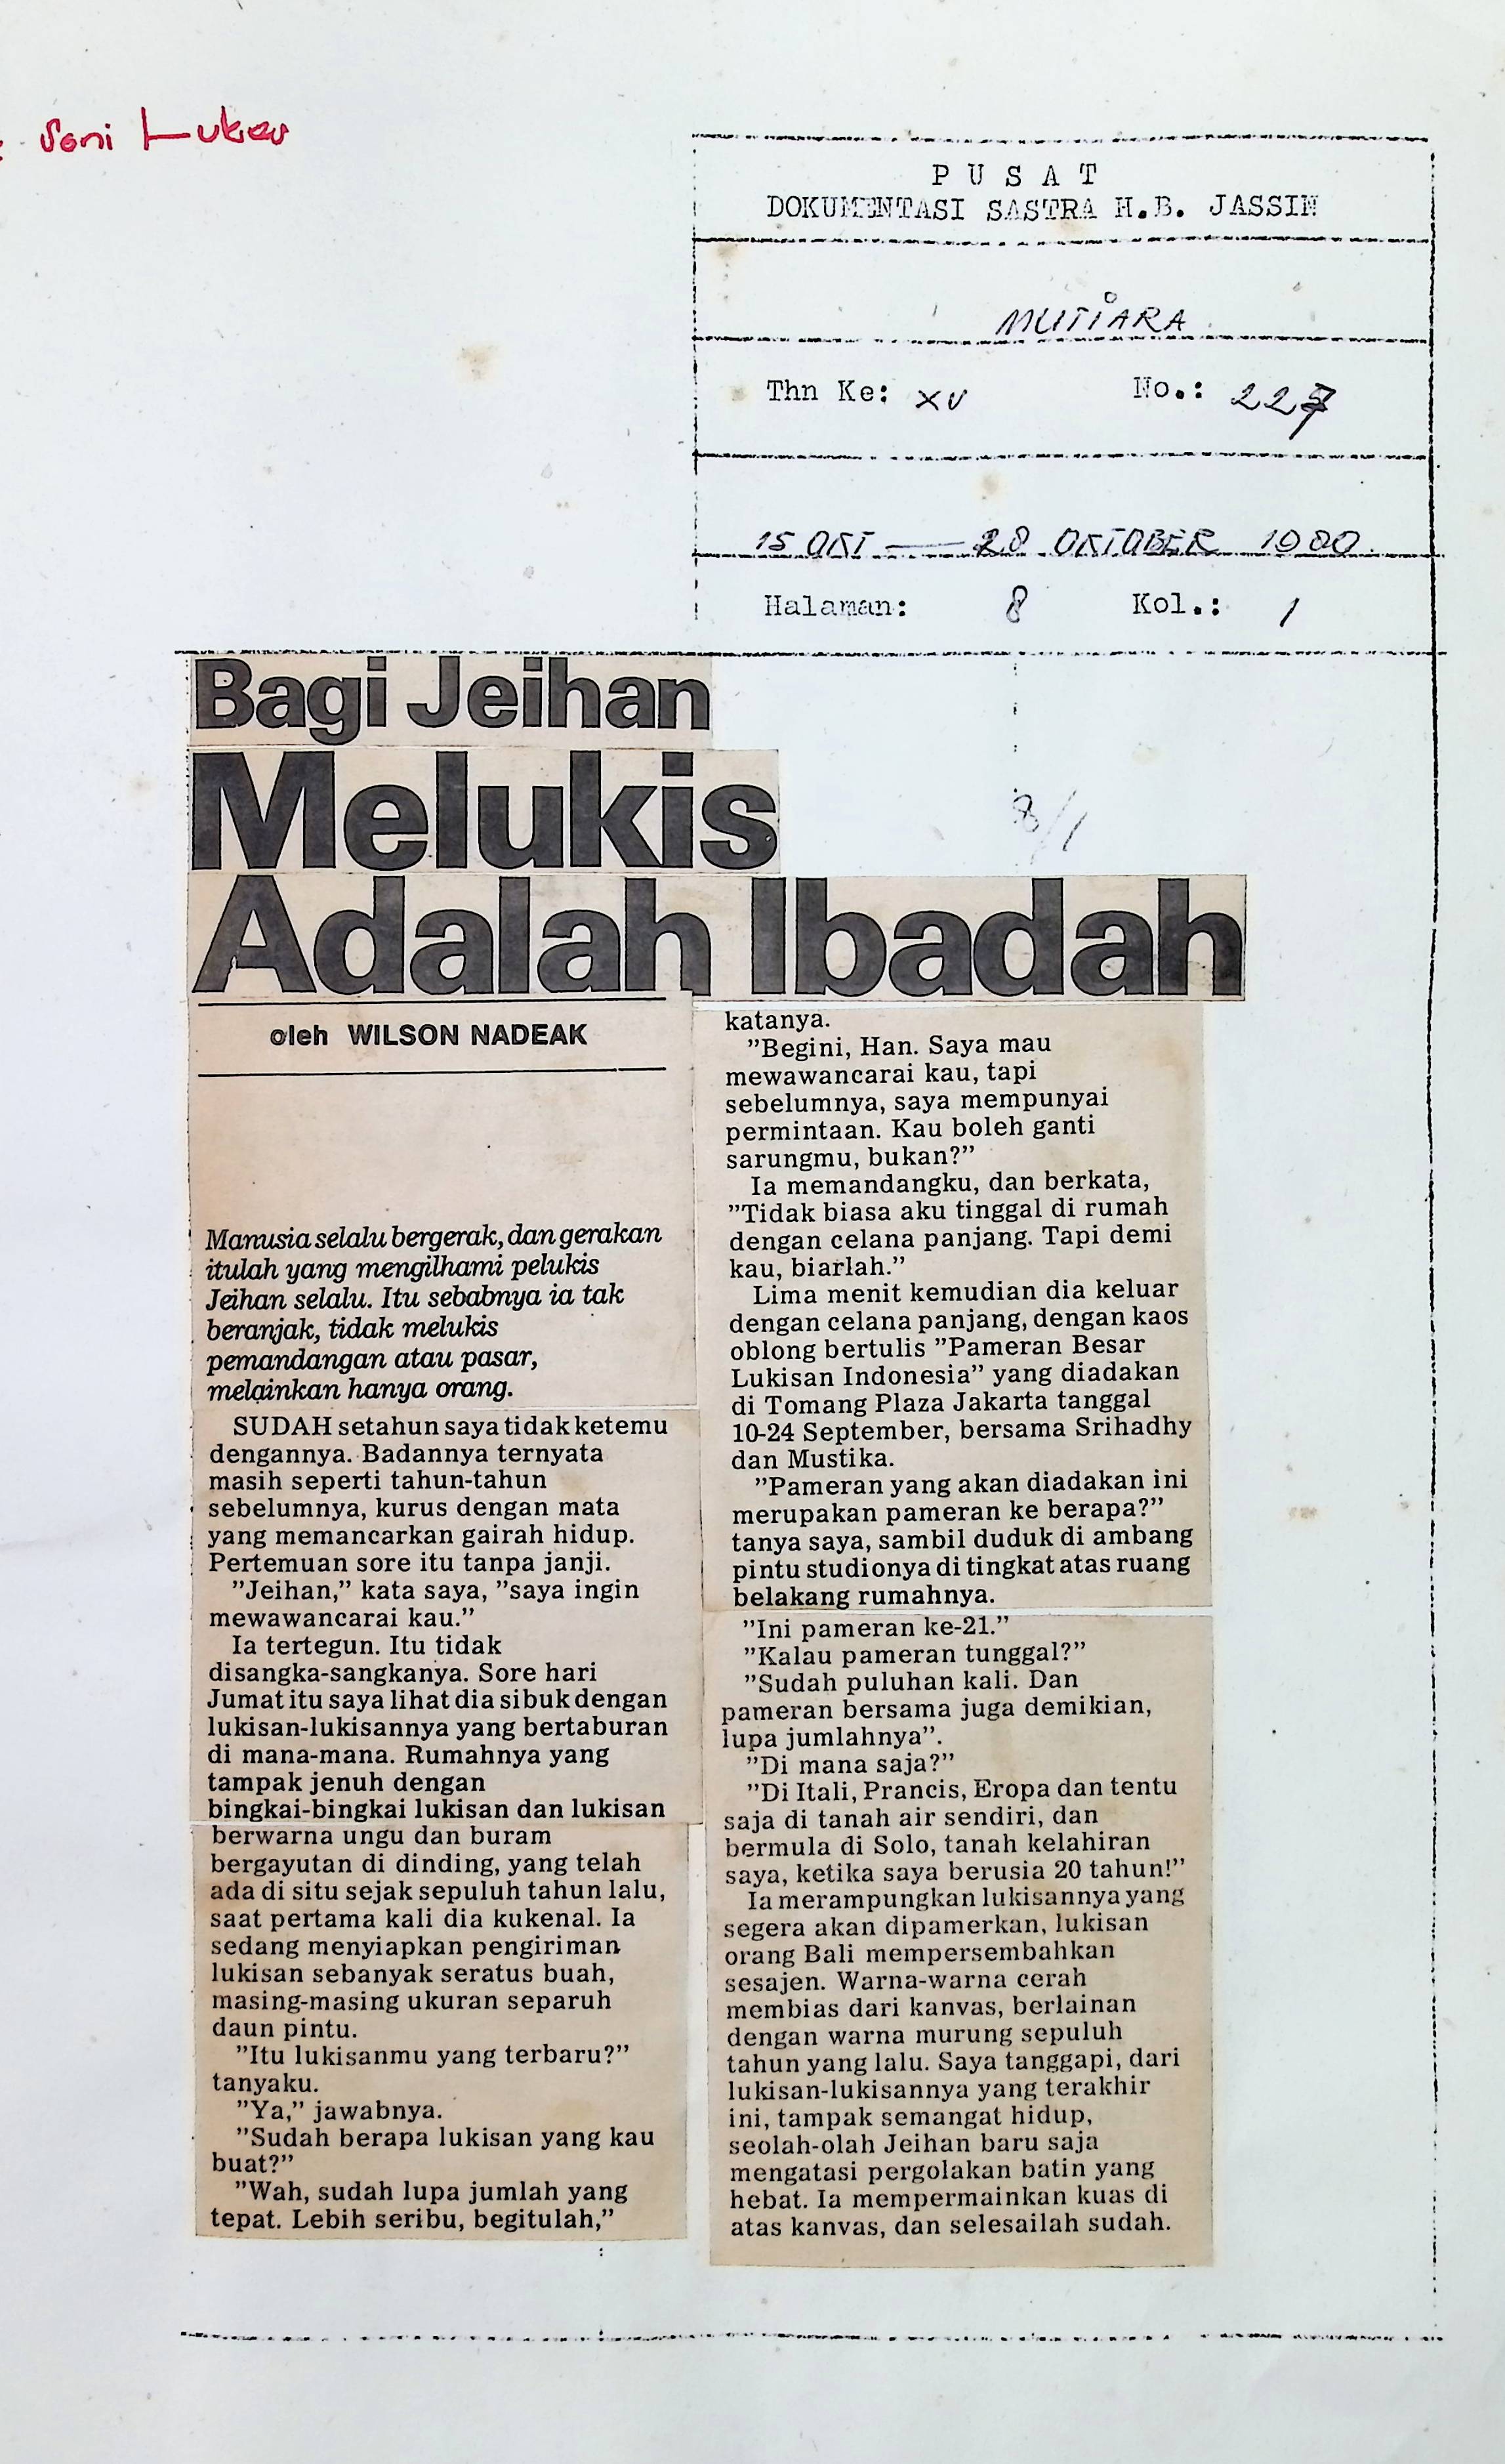 Soni
PUSAT
DOKUMENTASI SASTRA H.B. JASSIN
MUTIARA
Thn Ke: XV No.: 227
15 OKT — 28 OKTOBER 1980
Halaman: 8 Kol.: 1
Bagi Jeihan
Melukis
8/1
Adalah Ibadah
oleh WILSON NADEAK
Manusia selalu bergerak, dan gerakan
itulah yang mengilhami pelukis
Jeihan selalu. Itu sebabnya ia tak
beranjak, tidak melukis
pemandangan atau pasar,
melainkan hanya orang.
SUDAH setahun saya tidak ketemu
dengannya. Badannya ternyata
masih seperti tahun-tahun
sebelumnya, kurus dengan mata
yang memancarkan gairah hidup.
Pertemuan sore itu tanpa janji.
”Jeihan,” kata saya, ”saya ingin
mewawancarai kau.”
Ia tertegun. Itu tidak
disangka-sangkanya. Sore hari
Jumat itu saya lihat dia sibuk dengan
lukisan-lukisannya yang bertaburan
di mana-mana. Rumahnya yang
tampak jenuh dengan
bingkai-bingkai lukisan dan lukisan
berwarna ungu dan buram
bergayutan di dinding, yang telah
ada di situ sejak sepuluh tahun lalu,
saat pertama kali dia kukenal. Ia
sedang menyiapkan pengiriman
lukisan sebanyak seratus buah,
masing-masing ukuran separuh
daun pintu.
”Itu lukisanmu yang terbaru?”
tanyaku.
”Ya,” jawabnya.
”Sudah berapa lukisan yang kau
buat?”
”Wah, sudah lupa jumlah yang
tepat. Lebih seribu, begitulah,”
katanya.
”Begini, Han. Saya mau
mewawancarai kau, tapi
sebelumnya, saya mempunyai
permintaan. Kau boleh ganti
sarungmu, bukan?”
Ia memandangku, dan berkata,
”Tidak biasa aku tinggal di rumah
dengan celana panjang. Tapi demi
kau, biarlah.”
Lima menit kemudian dia keluar
dengan celana panjang, dengan kaos
oblong bertulis ”Pameran Besar
Lukisan Indonesia” yang diadakan
di Tomang Plaza Jakarta tanggal
10-24 September, bersama Srihadhy
dan Mustika.
”Pameran yang akan diadakan ini
merupakan pameran ke berapa?”
tanya saya, sambil duduk di ambang
pintu studionya di tingkat atas ruang
belakang rumahnya.
”Ini pameran ke-21.”
”Kalau pameran tunggal?”
”Sudah puluhan kali. Dan
pameran bersama juga demikian,
lupa jumlahnya”.
”Di mana saja?”
”Di Itali, Prancis, Eropa dan tentu
saja di tanah air sendiri, dan
bermula di Solo, tanah kelahiran
saya, ketika saya berusia 20 tahun!”
Ia merampungkan lukisannya yang
segera akan dipamerkan, lukisan
orang Bali mempersembahkan
sesajen. Warna-warna cerah
membias dari kanvas, berlainan
dengan warna murung sepuluh
tahun yang lalu. Saya tanggapi, dari
lukisan-lukisannya yang terakhir
ini, tampak semangat hidup,
seolah-olah Jeihan baru saja
mengatasi pergolakan batin yang
hebat. Ia mempermainkan kuas di
atas kanvas, dan selesailah sudah.